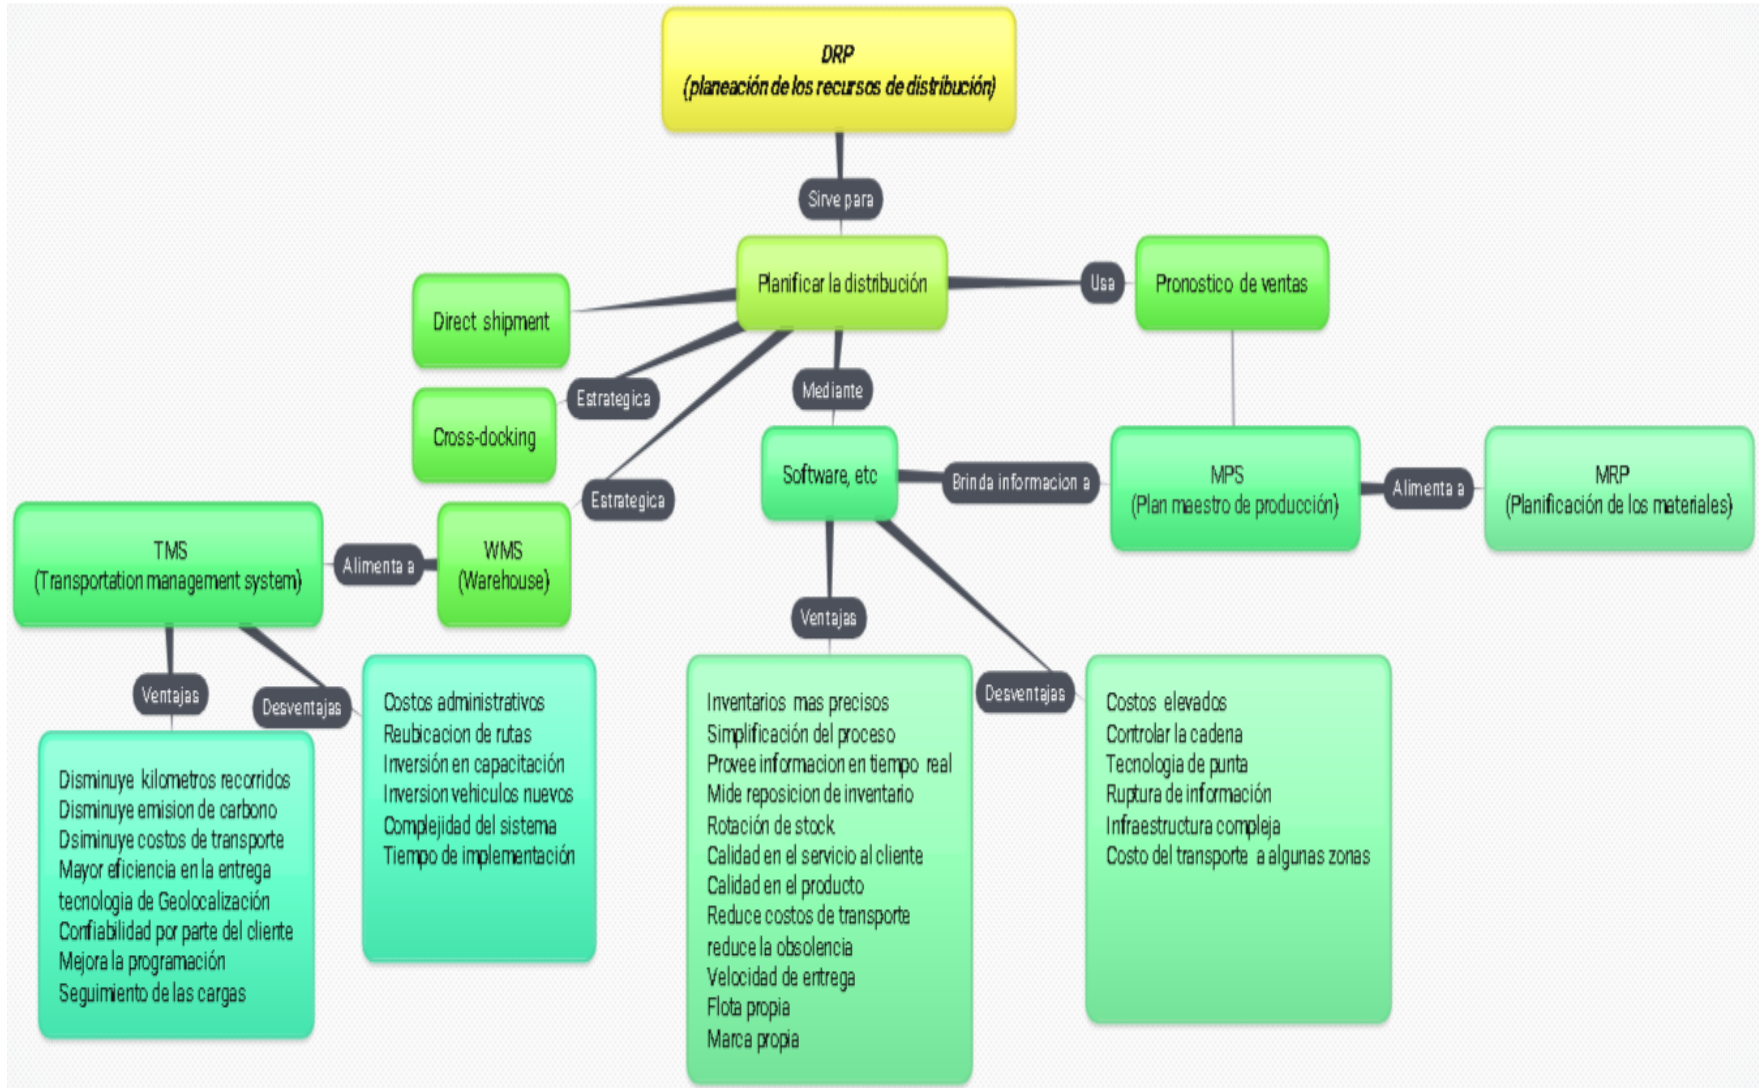 DRP
(planeación de los recursos de distribución)
Sirve para
Planificar la distribución
Usa
Pronostico de ventas
Direct shipment
Estrategica
Cross-docking
Mediante
Estrategica
Software, etc
Brinda informacion a
MPS
(Plan maestro de producción)
Alimenta a
MRP
(Planificación de los materiales)
TMS
(Transportation management system)
Alimenta a
WMS
(Warehouse)
Ventajas
Desventajas
Ventajas
Desventajas
Disminuye kilometros recorridos
Disminuye emision de carbono
Dsiminuye costos de transporte
Mayor eficiencia en la entrega
tecnologia de Geolocalización
Confiabilidad por parte del cliente
Mejora la programación
Seguimiento de las cargas
Costos administrativos
Reubicacion de rutas
Inversión en capacitación
Inversion vehiculos nuevos
Complejidad del sistema
Tiempo de implementación
Inventarios mas precisos
Simplificación del proceso
Provee informacion en tiempo real
Mide reposicion de inventario
Rotación de stock
Calidad en el servicio al cliente
Calidad en el producto
Reduce costos de transporte
reduce la obsolencia
Velocidad de entrega
Flota propia
Marca propia
Costos elevados
Controlar la cadena
Tecnologia de punta
Ruptura de información
Infraestructura compleja
Costo del transporte a algunas zonas